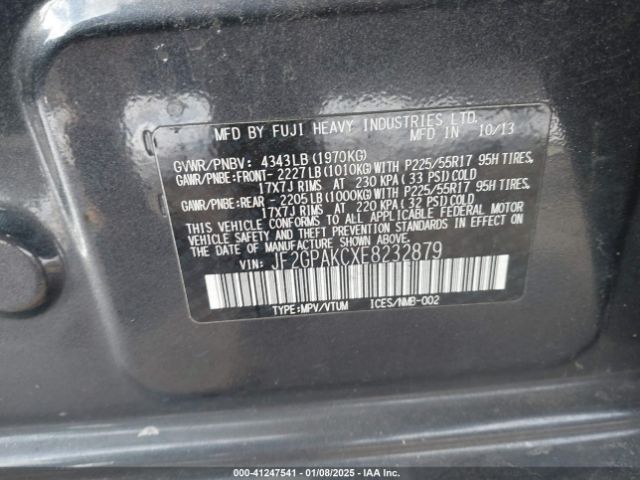 MFD BY FUJI HEAVY INDUSTRIES LTD.
MFD IN 10/13
GVWR/PNBV: 4343LB(1970KG)
GAWR/PNBE:FRONT- 2227LB(1010KG)WITH P225/55R17 95H TIRES,
17X7J RIMS AT 230 KPA(33 PSI)COLD
GAWR/PNBE:REAR - 2205LB(1000KG)WITH P225/55R17 95H TIRES,
17X7J RIMS AT 220 KPA(32 PSI)COLD
THIS VEHICLE CONFORMS TO ALL APPLICABLE FEDERAL MOTOR
VEHICLE SAFETY AND BUMPER STANDARDS IN EFFECT ON
THE DATE OF MANUFACTURE SHOWN ABOVE.
VIN: JF2GPAKCXE8232879
TYPE:MPV/VTUM ICES/NMB-002
000-41247541 | 01/08/2025 | IAA Inc.